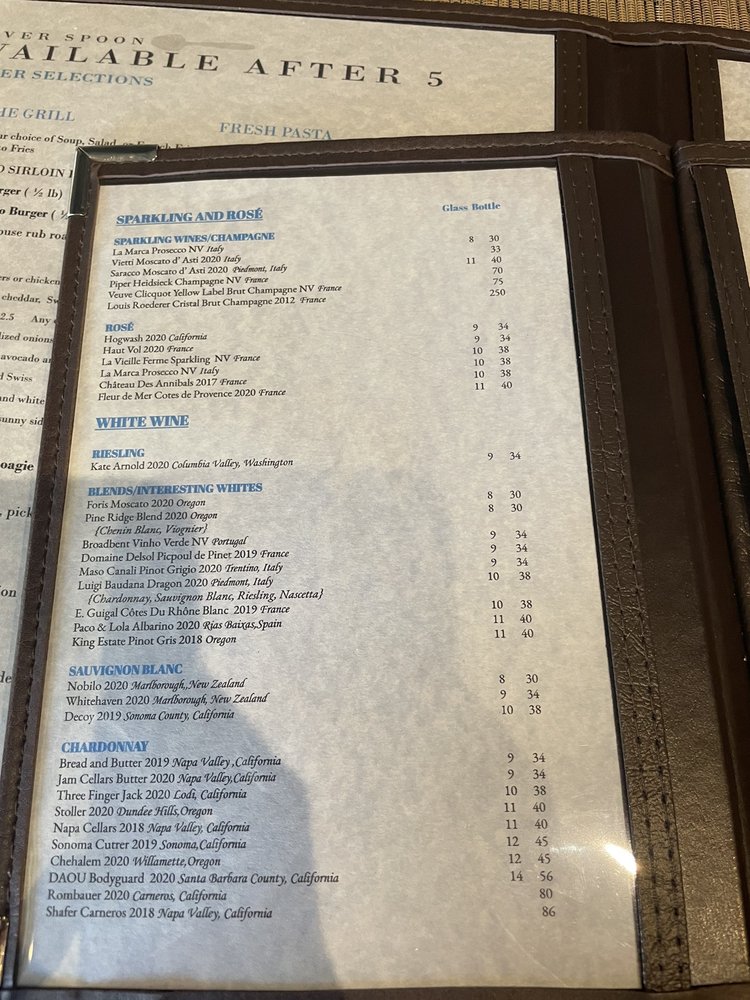 VER SPOON
VAILABLE AFTER 5
ER SELECTIONS
HE GRILL
FRESH PASTA
ur choice of Soup, Salad, or French
o Fries
SIRLOIN
rger ( ½ lb)
o Burger ( ½
ouse rub roa
ers or chicken
cheddar, Sw
2.5 Any
lized onions
avocado a
d Swiss
and white
sunny sid
oagie
, pick
SPARKLING AND ROSÉ Glass Bottle
SPARKLING WINES/CHAMPAGNE
La Marca Prosecco NV Italy 8 30
Vietti Moscato d' Asti 2020 Italy 33
Saracco Moscato d' Asti 2020 Piedmont, Italy 11 40
Piper Heidsieck Champagne NV France 70
Veuve Clicquot Yellow Label Brut Champagne NV France 75
Louis Roederer Cristal Brut Champagne 2012 France 250
ROSÉ
Hogwash 2020 California 9 34
Haut Vol 2020 France 9 34
La Vieille Ferme Sparkling NV France 10 38
La Marca Prosecco NV Italy 10 38
Château Des Annibals 2017 France 10 38
Fleur de Mer Cotes de Provence 2020 France 11 40
WHITE WINE
RIESLING
Kate Arnold 2020 Columbia Valley, Washington 9 34
BLENDS/INTERESTING WHITES
Foris Moscato 2020 Oregon 8 30
Pine Ridge Blend 2020 Oregon 8 30
{Chenin Blanc, Viognier}
Broadbent Vinho Verde NV Portugal 9 34
Domaine Delsol Picpoul de Pinet 2019 France 9 34
Maso Canali Pinot Grigio 2020 Trentino, Italy 9 34
Luigi Baudana Dragon 2020 Piedmont, Italy 10 38
{Chardonnay, Sauvignon Blanc, Riesling, Nascetta}
E. Guigal Côtes Du Rhône Blanc 2019 France 10 38
Paco & Lola Albarino 2020 Rias Baixas,Spain 11 40
King Estate Pinot Gris 2018 Oregon 11 40
SAUVIGNON BLANC
Nobilo 2020 Marlborough,,New Zealand 8 30
Whitehaven 2020 Marlborough, New Zealand 9 34
Decoy 2019 Sonoma County, California 10 38
CHARDONNAY
Bread and Butter 2019 Napa Valley ,California 9 34
Jam Cellars Butter 2020 Napa Valley,California 9 34
Three Finger Jack 2020 Lodi, California 10 38
Stoller 2020 Dundee Hills,Oregon 11 40
Napa Cellars 2018 Napa Valley, California 11 40
Sonoma Cutrer 2019 Sonoma,California 12 45
Chehalem 2020 Willamette,Oregon 12 45
DAOU Bodyguard 2020 Santa Barbara County, California 14 56
Rombauer 2020 Carneros, California 80
Shafer Carneros 2018 Napa Valley, California 86